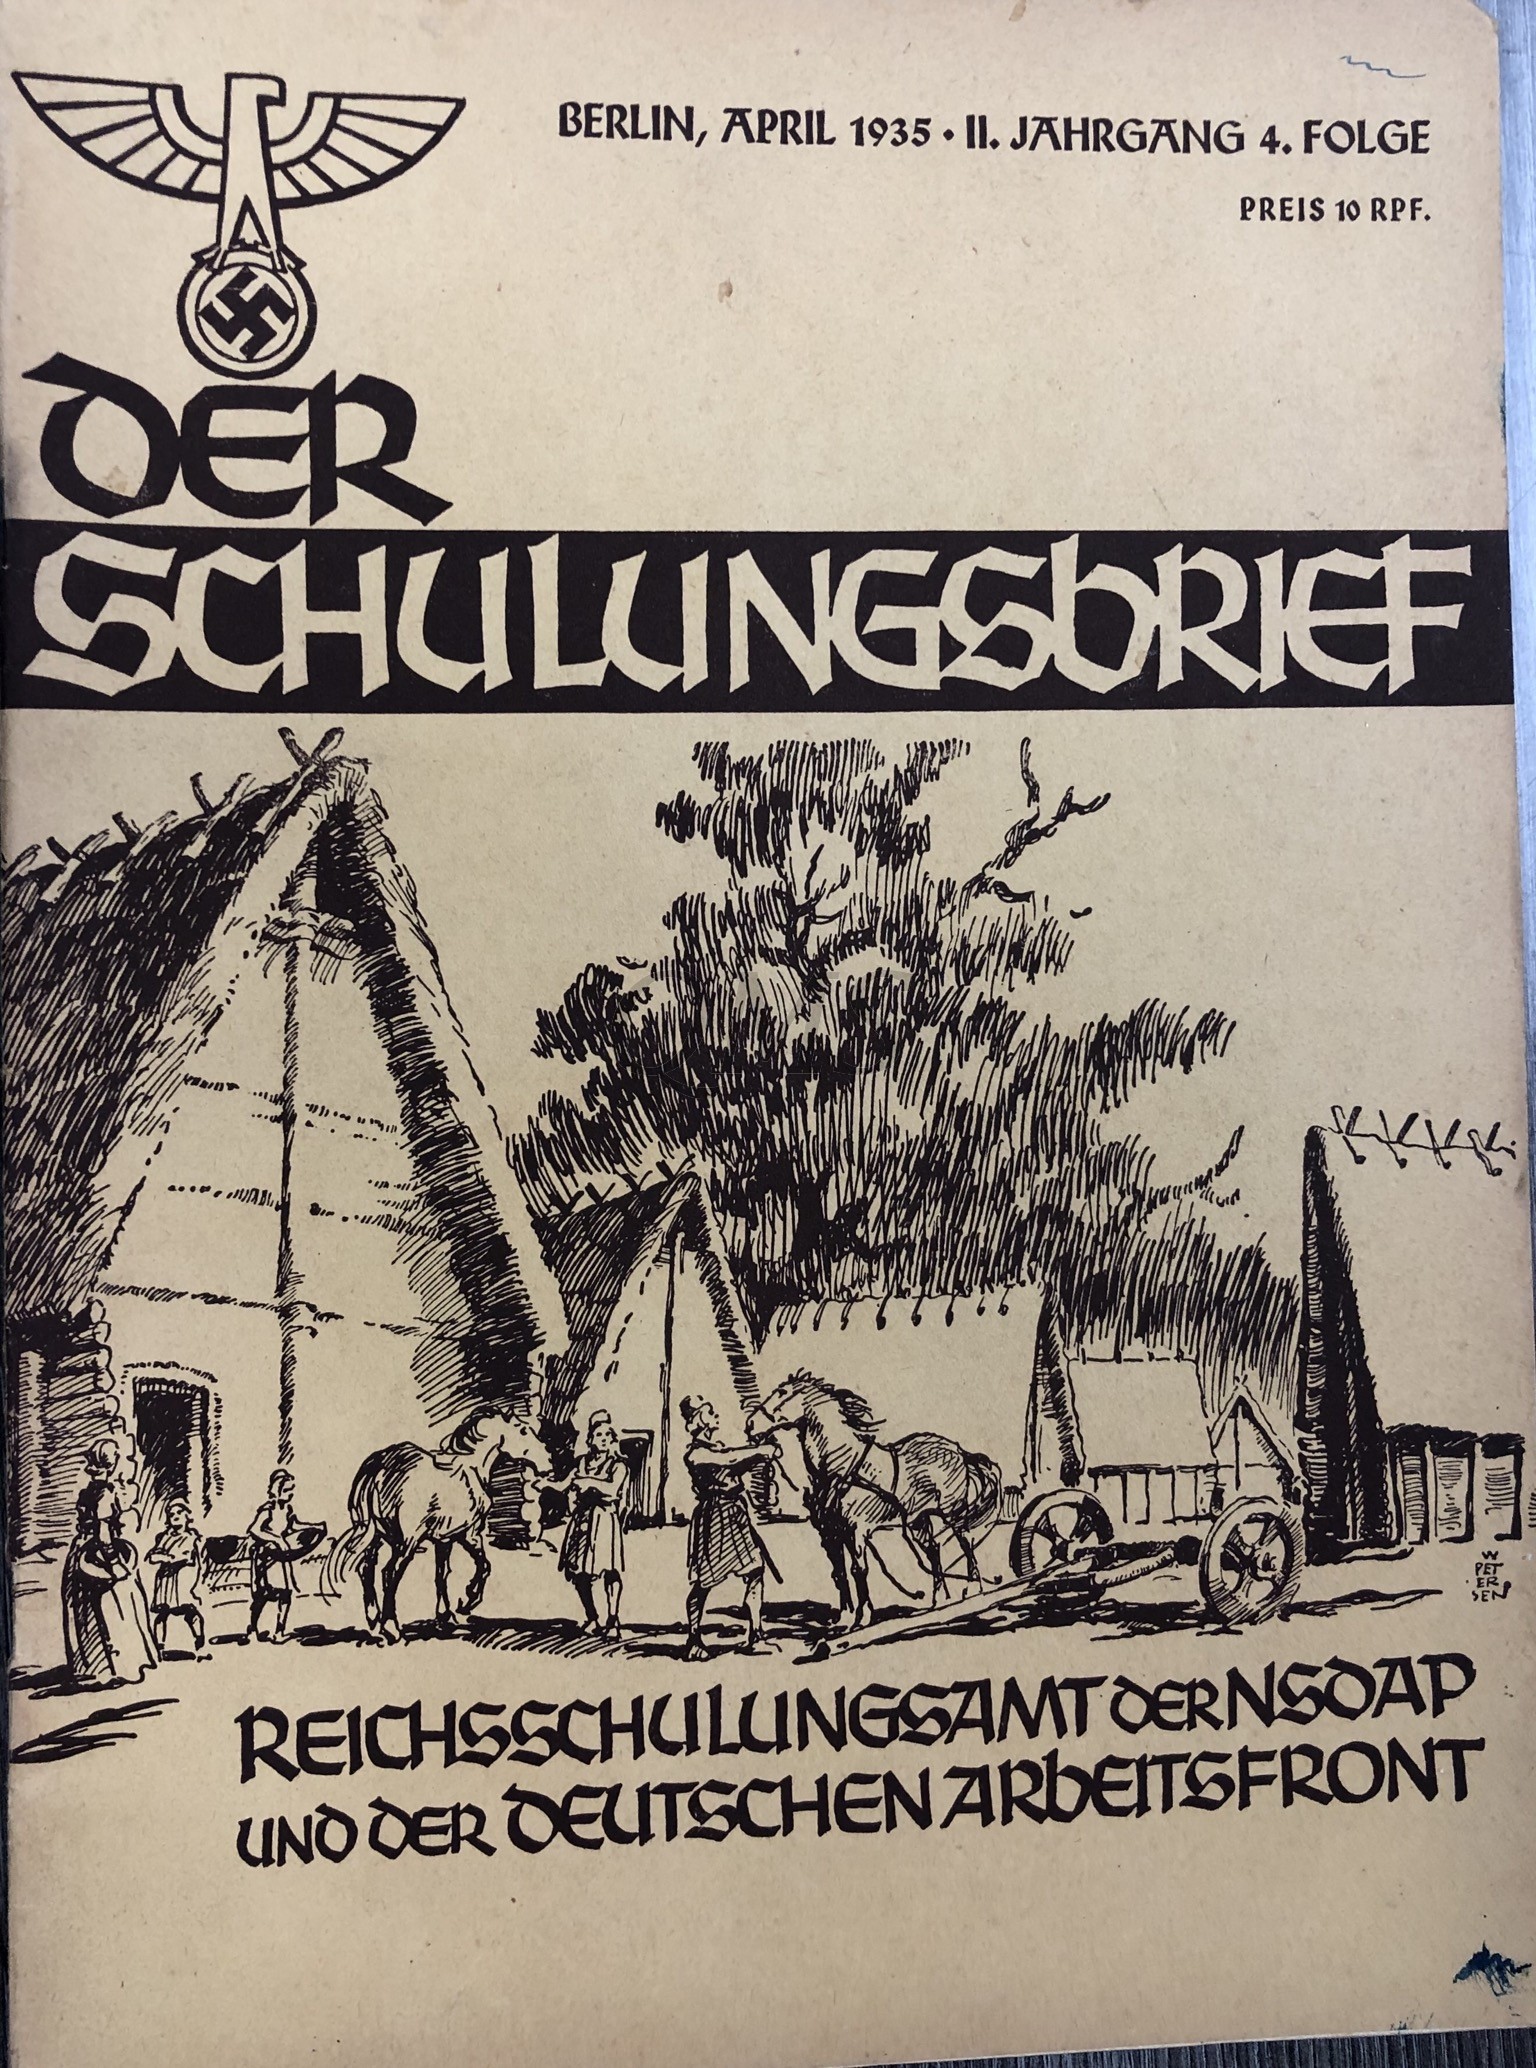 BERLIN, APRIL 1935 • II. JAHRGANG 4. FOLGE
PREIS 10 RPF.
DER
SCHULUNGSBRIEF
W
PET
ER
SEN
REICHSSCHULUNGSAMT DER NSDAP
UND DER DEUTSCHEN ARBEITSFRONT